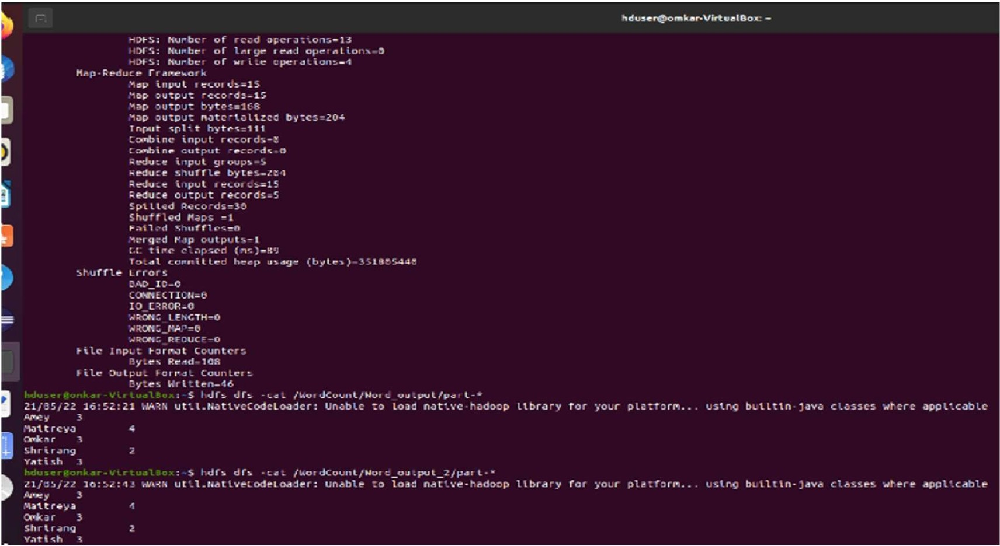 hduser@omkar-VirtualBox: ~
HDFS: Number of read operations=13
HDFS: Number of large read operations=0
HDFS: Number of write operations=4
Map-Reduce Framework
Map input records=15
Map output records=15
Map output bytes=168
Map output materialized bytes=204
Input split bytes=111
Combine input records=0
Combine output records=0
Reduce input groups=5
Reduce shuffle bytes=204
Reduce input records=15
Reduce output records=5
Spilled Records=30
Shuffled Maps =1
Failed Shuffles=0
Merged Map outputs=1
GC time elapsed (ms)=89
Total committed heap usage
Shuffle Errors
BAD_ID=0
CONNECTION=0
IO_ERROR=0
WRONG_LENGTH=0
WRONG_MAP=0
WRONG_REDUCE=0
File Input Format Counters
Bytes Read=108
File Output Format Counters
Bytes Written=46
hduser@omkar-VirtualBox:~$ hdfs dfs -cat /WordCount/Word_output/part-*
21/05/22 16:52:21 WARN util.NativeCodeLoader: Unable to load native-hadoop library for your platform... using builtin-java classes where applicable
Amey 3
Maitreya 4
Omkar 3
Shrirang 2
Yatish 3
hduser@omkar-VirtualBox:~$ hdfs dfs -cat /WordCount/Word_output_2/part-*
21/05/22 16:52:43 WARN util.NativeCodeLoader: Unable to load native-hadoop library for your platform... using builtin-java classes where applicable
Amey 3
Maitreya 4
Omkar 3
Shrirang 2
Yatish 3